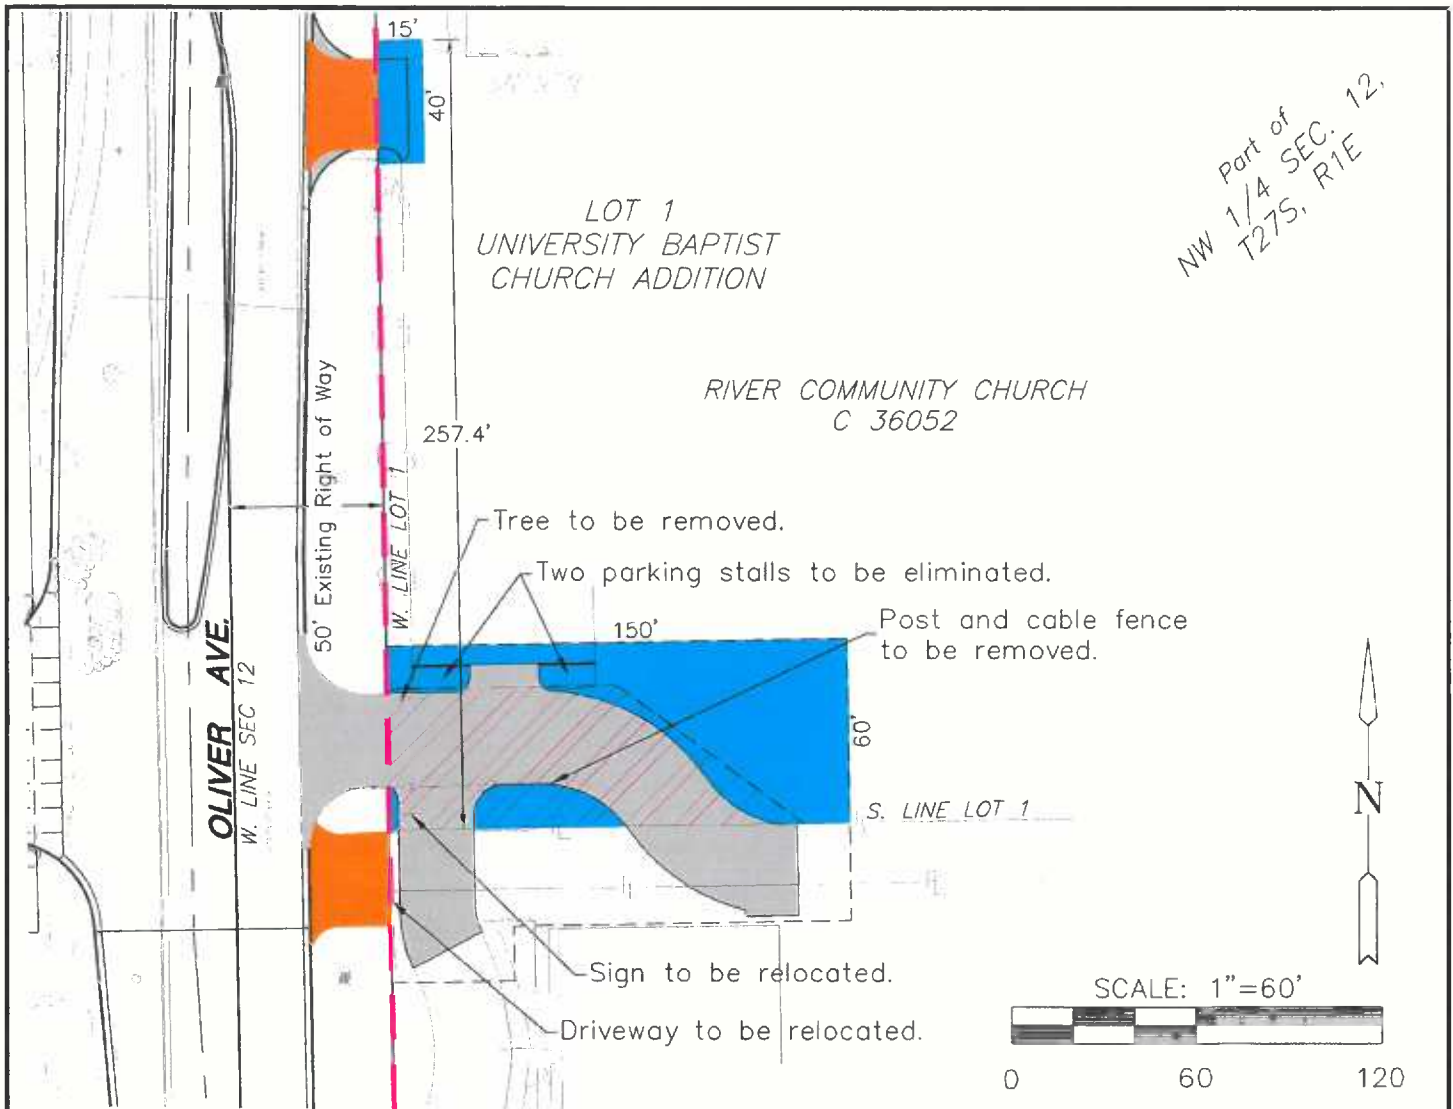 15'
40'
Part of
NW 1/4 SEC. 12,
T27S, R1E
LOT 1
UNIVERSITY BAPTIST
CHURCH ADDITION
RIVER COMMUNITY CHURCH
C 36052
257.4'
50' Existing Right of Way
W. LINE LOT 1
Tree to be removed.
Two parking stalls to be eliminated.
150'
Post and cable fence
to be removed.
OLIVER AVE.
W. LINE SEC 12
60'
S. LINE LOT 1
N
Sign to be relocated.
Driveway to be relocated.
SCALE: 1"=60'
0 60 120